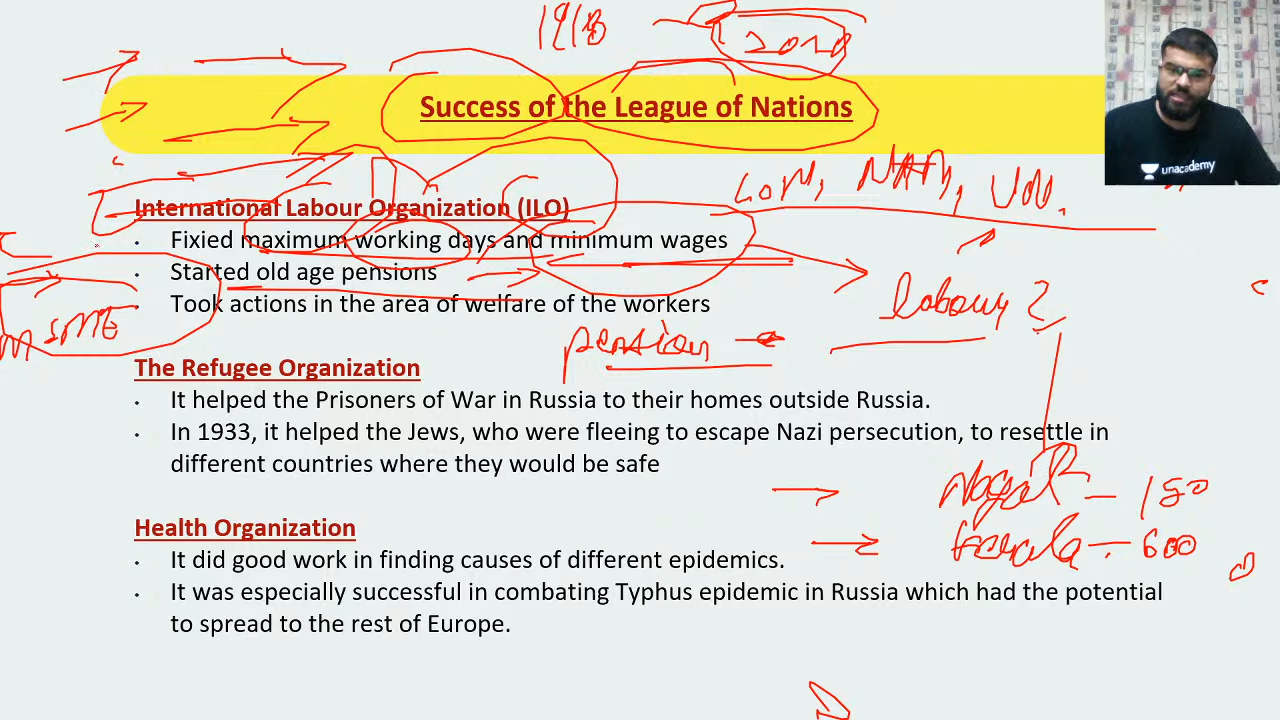 1918
2020
Success of the League of Nations
unacademy
LON, NAM, UN.
International Labour Organization (ILO)
• Fixied maximum working days and minimum wages
• Started old age pensions
• Took actions in the area of welfare of the workers
labour ?
MSME
pension
The Refugee Organization
• It helped the Prisoners of War in Russia to their homes outside Russia.
• In 1933, it helped the Jews, who were fleeing to escape Nazi persecution, to resettle in
different countries where they would be safe
150
Kerala – 600
Health Organization
• It did good work in finding causes of different epidemics.
• It was especially successful in combating Typhus epidemic in Russia which had the potential
to spread to the rest of Europe.